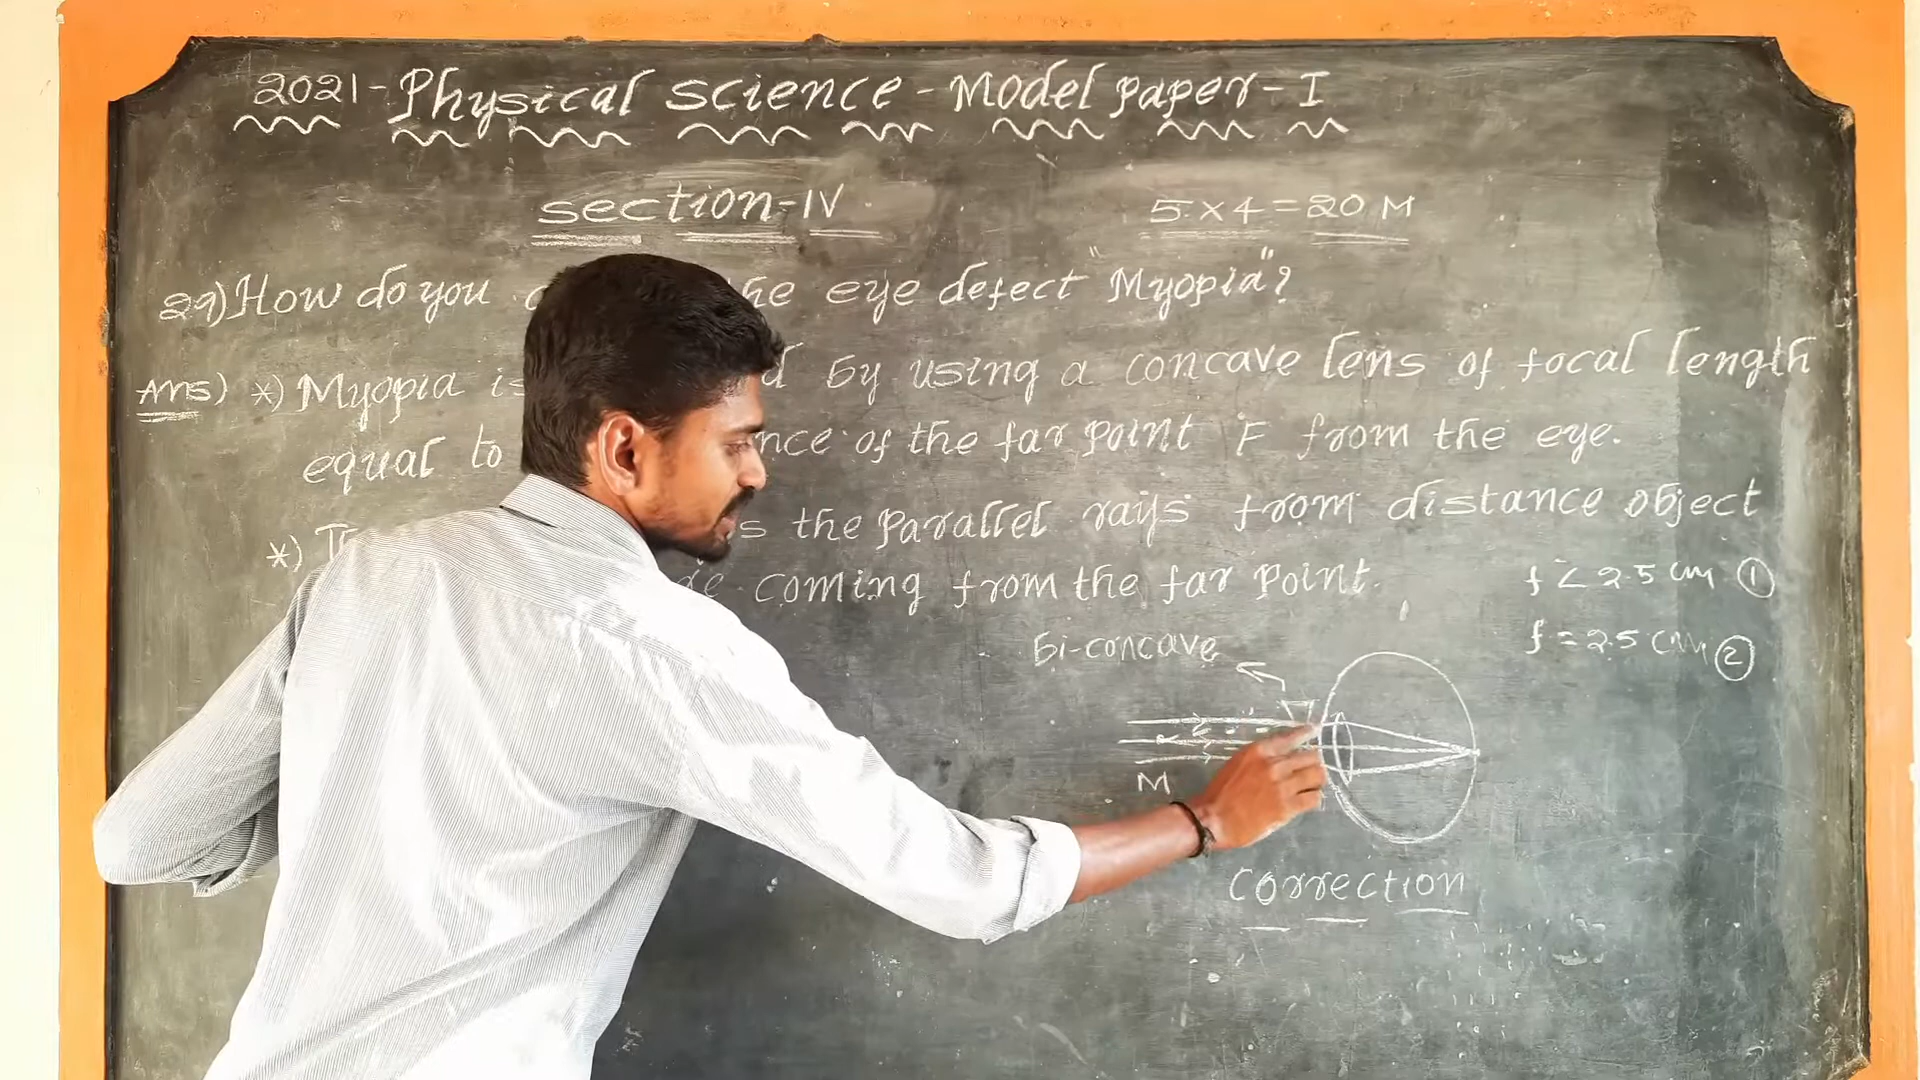 2021-Physical science-Model paper-I
section-IV
5x4=20 M
29) How do you he eye defect "Myopia"?
Ans) *) Myopia is d by using a concave lens of focal length
equal to nce of the far point F from the eye.
*) s the parallel rays from distance object
re coming from the far point.
f < 2.5 cm ①
f = 2.5 cm ②
bi-concave
M
correction